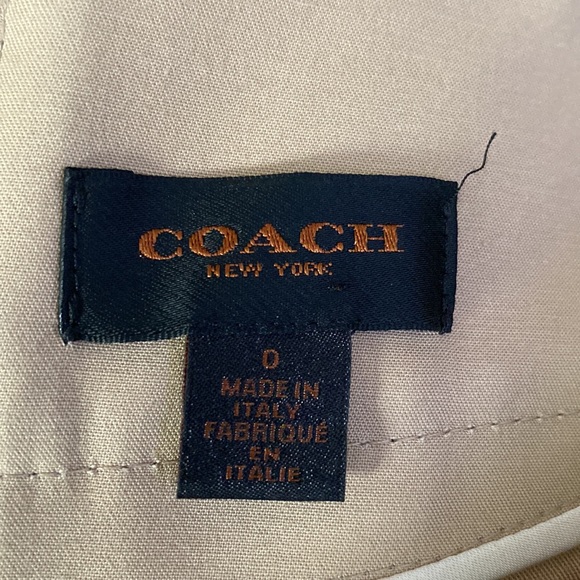 COACH
NEW YORK
0
MADE IN
ITALY
FABRIQUÉ
EN
ITALIE